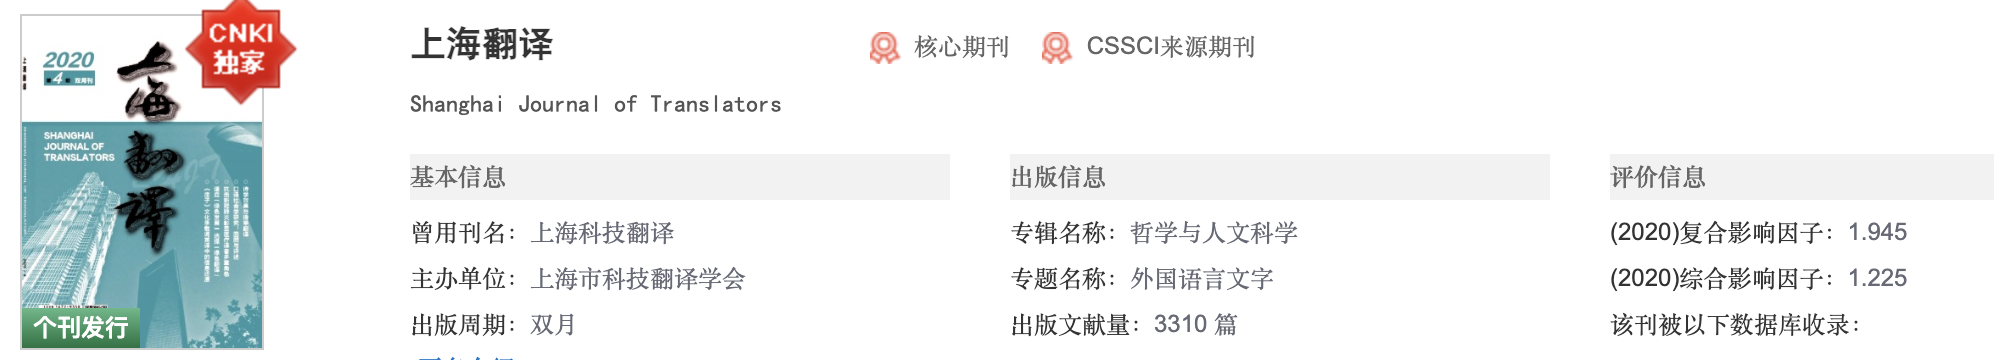 CNKI
独家
2020
第4期 双月刊
上海翻译
SHANGHAI
JOURNAL OF
TRANSLATORS
个刊发行
上海翻译
核心期刊
CSSCI来源期刊
Shanghai Journal of Translators
基本信息
曾用刊名：上海科技翻译
主办单位：上海市科技翻译学会
出版周期：双月
出版信息
专辑名称：哲学与人文科学
专题名称：外国语言文字
出版文献量：3310 篇
评价信息
(2020)复合影响因子：1.945
(2020)综合影响因子：1.225
该刊被以下数据库收录：